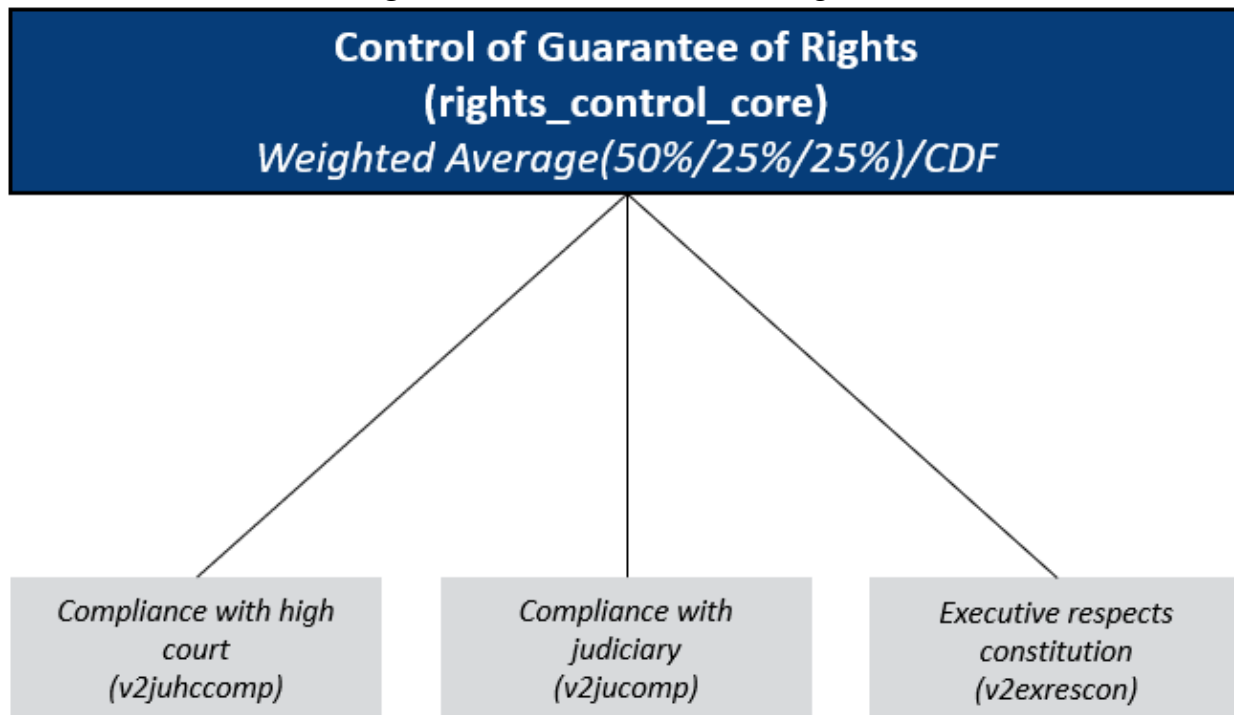 Control of Guarantee of Rights
(rights_control_core)
Weighted Average(50%/25%/25%)/CDF
Compliance with high
court
(v2juhccomp)
Compliance with
judiciary
(v2jucomp)
Executive respects
constitution
(v2exrescon)